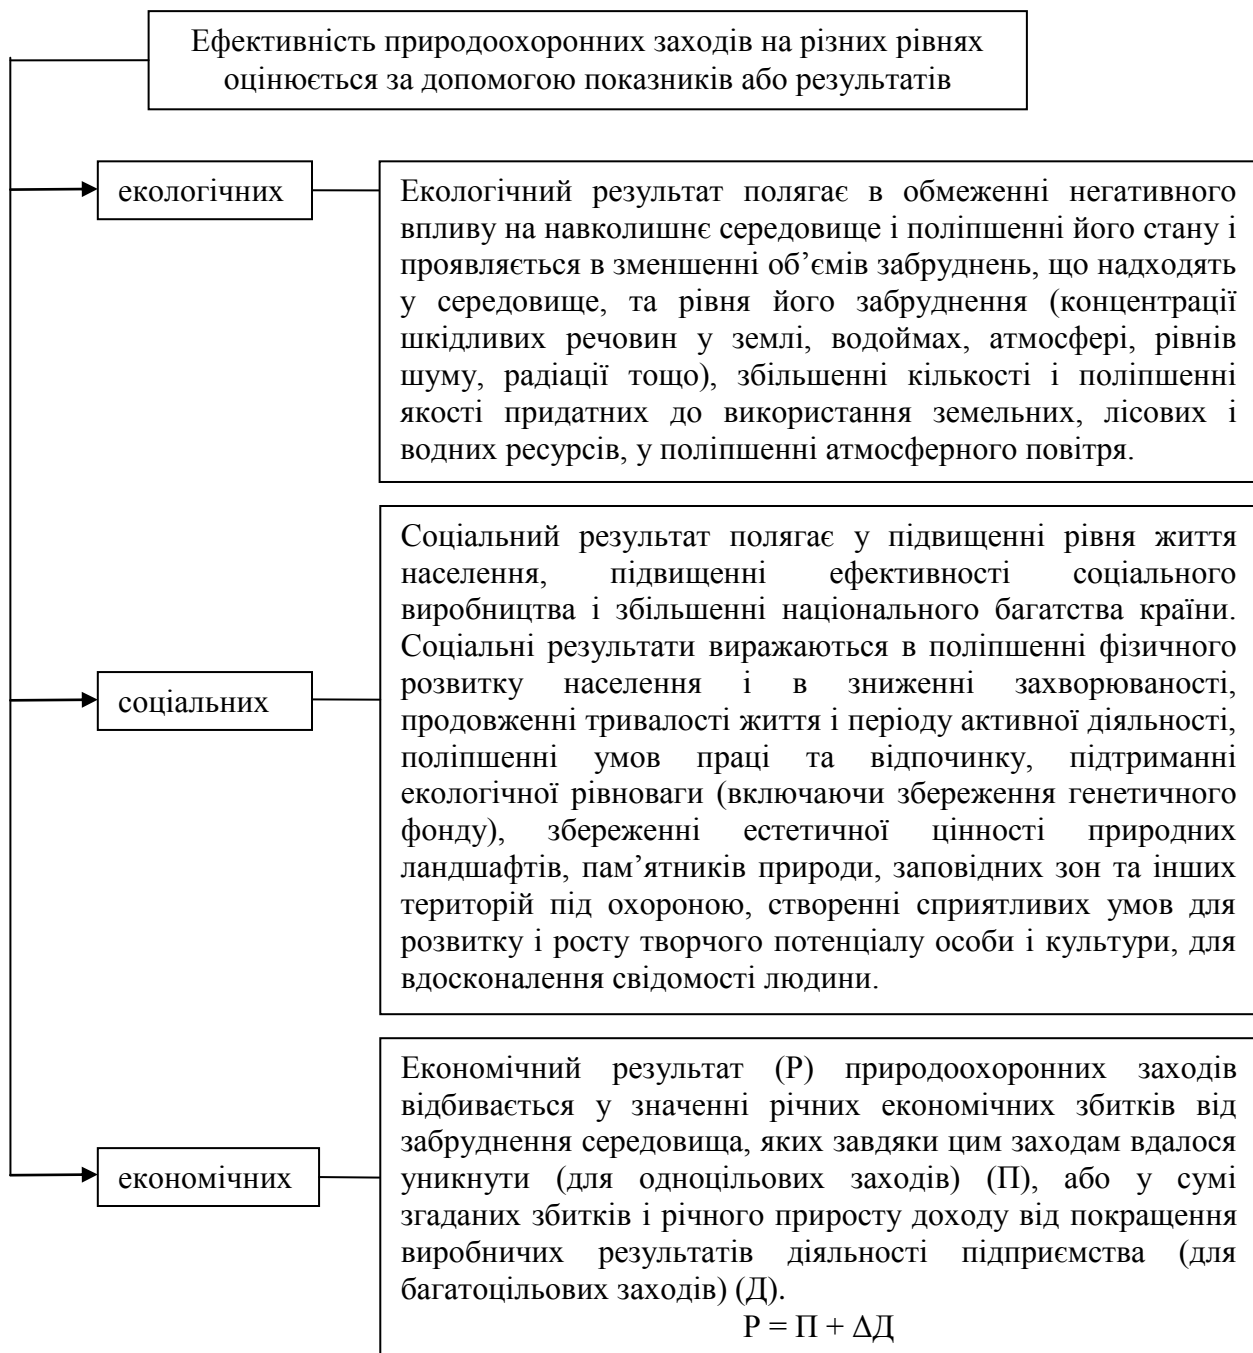 Ефективність природоохоронних заходів на різних рівнях
оцінюється за допомогою показників або результатів
екологічних
Екологічний результат полягає в обмеженні негативного
впливу на навколишнє середовище і поліпшенні його стану і
проявляється в зменшенні об’ємів забруднень, що надходять
у середовище, та рівня його забруднення (концентрації
шкідливих речовин у землі, водоймах, атмосфері, рівнів
шуму, радіації тощо), збільшенні кількості і поліпшенні
якості придатних до використання земельних, лісових і
водних ресурсів, у поліпшенні атмосферного повітря.
соціальних
Соціальний результат полягає у підвищенні рівня життя
населення, підвищенні ефективності соціального
виробництва і збільшенні національного багатства країни.
Соціальні результати виражаються в поліпшенні фізичного
розвитку населення і в зниженні захворюваності,
продовженні тривалості життя і періоду активної діяльності,
поліпшенні умов праці та відпочинку, підтриманні
екологічної рівноваги (включаючи збереження генетичного
фонду), збереженні естетичної цінності природних
ландшафтів, пам’ятників природи, заповідних зон та інших
територій під охороною, створенні сприятливих умов для
розвитку і росту творчого потенціалу особи і культури, для
вдосконалення свідомості людини.
економічних
Економічний результат (Р) природоохоронних заходів
відбивається у значенні річних економічних збитків від
забруднення середовища, яких завдяки цим заходам вдалося
уникнути (для одноцільових заходів) (П), або у сумі
згаданих збитків і річного приросту доходу від покращення
виробничих результатів діяльності підприємства (для
багатоцільових заходів) (Д).
Р = П + ΔД